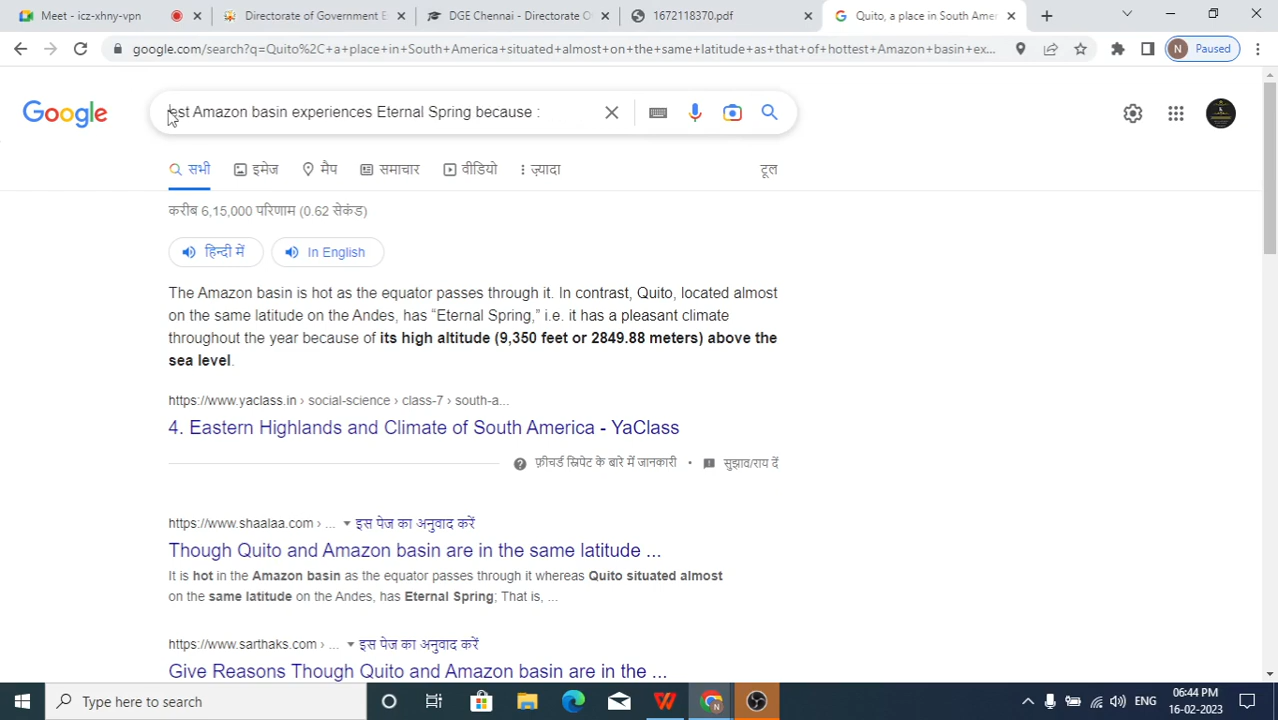 Meet - icz-xhny-vpn
Directorate of Government E
DGE Chennai - Directorate O
1672118370.pdf
Quito, a place in South Amer
google.com/search?q=Quito%2C+a+place+in+South+America+situated+almost+on+the+same+latitude+as+that+of+hottest+Amazon+basin+ex...
N Paused
Google
est Amazon basin experiences Eternal Spring because :
सभी
इमेज
मैप
समाचार
वीडियो
ज़्यादा
टूल
करीब 6,15,000 परिणाम (0.62 सेकंड)
हिन्दी में
In English
The Amazon basin is hot as the equator passes through it. In contrast, Quito, located almost
on the same latitude on the Andes, has “Eternal Spring,” i.e. it has a pleasant climate
throughout the year because of its high altitude (9,350 feet or 2849.88 meters) above the
sea level.
https://www.yaclass.in › social-science › class-7 › south-a...
4. Eastern Highlands and Climate of South America - YaClass
फ़ीचर्ड स्निपेट के बारे में जानकारी • सुझाव/राय दें
https://www.shaalaa.com › ... इस पेज का अनुवाद करें
Though Quito and Amazon basin are in the same latitude ...
It is hot in the Amazon basin as the equator passes through it whereas Quito situated almost
on the same latitude on the Andes, has Eternal Spring; That is, ...
https://www.sarthaks.com › ... इस पेज का अनुवाद करें
Give Reasons Though Quito and Amazon basin are in the ...
Type here to search
ENG
06:44 PM
16-02-2023